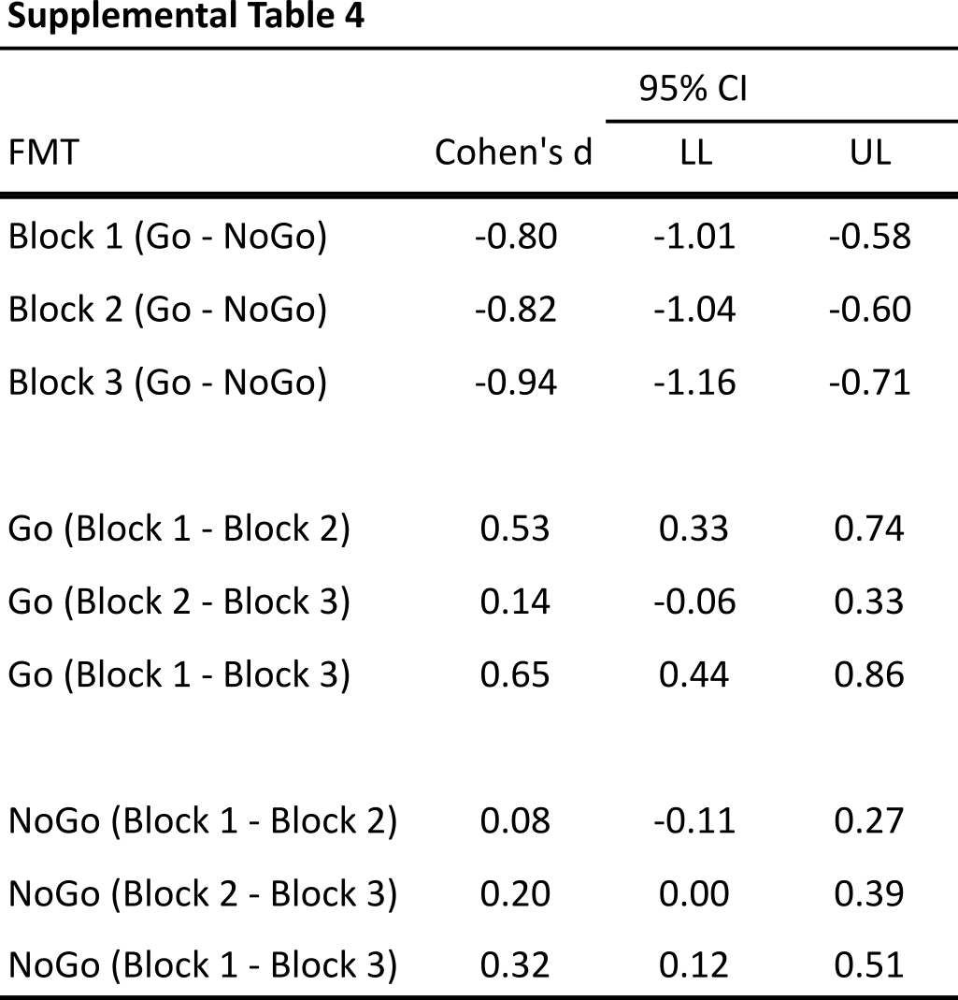 Supplemental Table 4
95% CI
FMT Cohen's d LL UL
Block 1 (Go - NoGo) -0.80 -1.01 -0.58
Block 2 (Go - NoGo) -0.82 -1.04 -0.60
Block 3 (Go - NoGo) -0.94 -1.16 -0.71
Go (Block 1 - Block 2) 0.53 0.33 0.74
Go (Block 2 - Block 3) 0.14 -0.06 0.33
Go (Block 1 - Block 3) 0.65 0.44 0.86
NoGo (Block 1 - Block 2) 0.08 -0.11 0.27
NoGo (Block 2 - Block 3) 0.20 0.00 0.39
NoGo (Block 1 - Block 3) 0.32 0.12 0.51